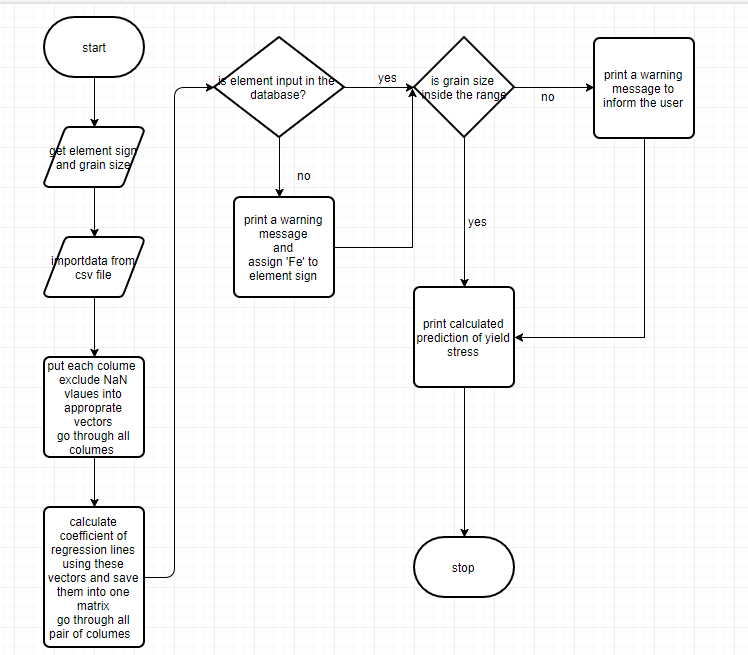 start
get element sign
and grain size
importdata from
csv file
put each colume
exclude NaN
vlaues into
approprate
vectors
go through all
columes
calculate
coefficient of
regression lines
using these
vectors and save
them into one
matrix
go through all
pair of columes
is element input in the
database?
yes
no
print a warning
message
and
assign 'Fe' to
element sign
is grain size
inside the range
no
yes
print a warning
message to
inform the user
print calculated
prediction of yield
stress
stop